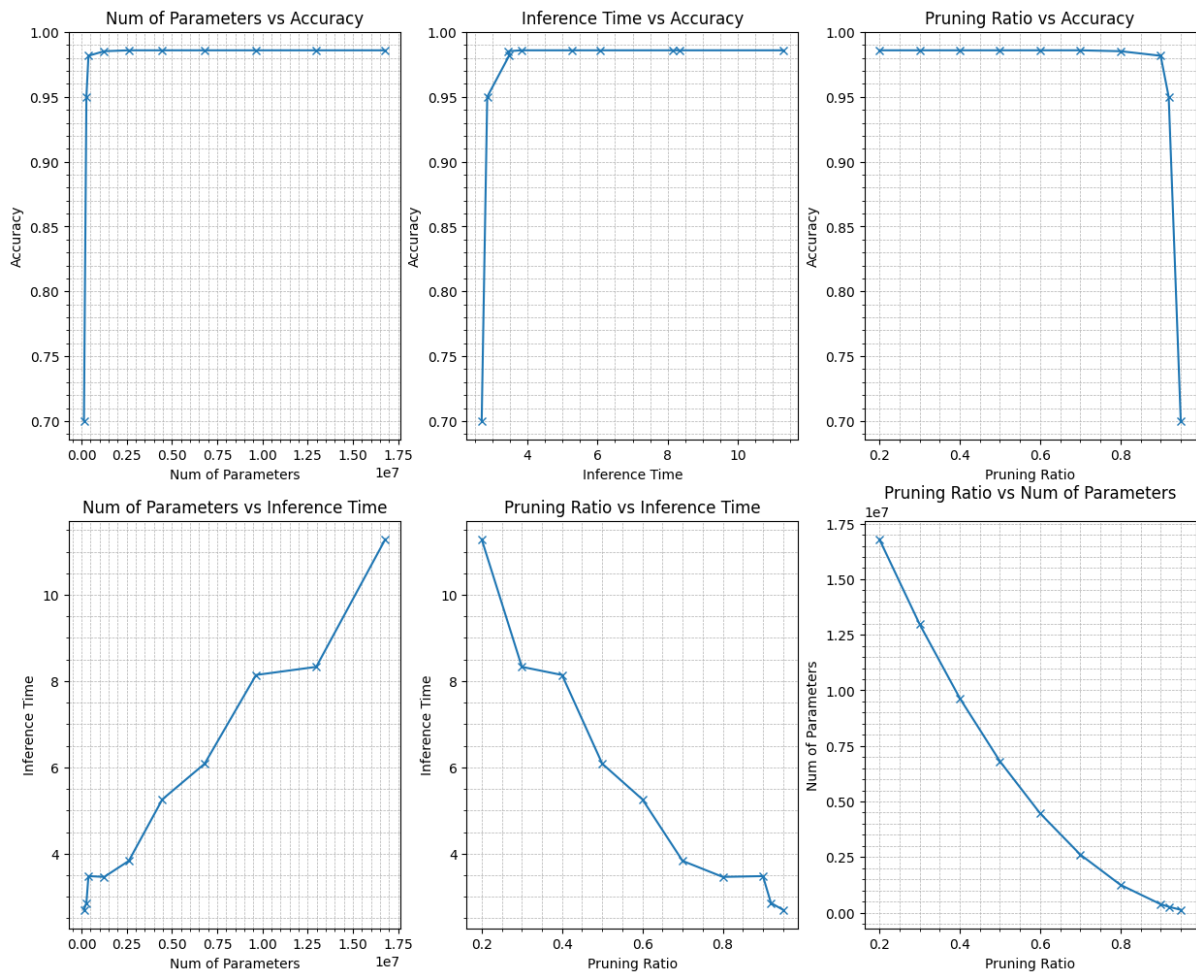 Num of Parameters vs Accuracy
1.00
0.95
0.90
0.85
0.80
0.75
0.70
Accuracy
0.00 0.25 0.50 0.75 1.00 1.25 1.50 1.75
1e7
Num of Parameters
Inference Time vs Accuracy
1.00
0.95
0.90
0.85
0.80
0.75
0.70
Accuracy
4 6 8 10
Inference Time
Pruning Ratio vs Accuracy
1.00
0.95
0.90
0.85
0.80
0.75
0.70
Accuracy
0.2 0.4 0.6 0.8
Pruning Ratio
Num of Parameters vs Inference Time
10
8
6
4
Inference Time
0.00 0.25 0.50 0.75 1.00 1.25 1.50 1.75
1e7
Num of Parameters
Pruning Ratio vs Inference Time
10
8
6
4
Inference Time
0.2 0.4 0.6 0.8
Pruning Ratio
Pruning Ratio vs Num of Parameters
1e7
1.75
1.50
1.25
1.00
0.75
0.50
0.25
0.00
Num of Parameters
0.2 0.4 0.6 0.8
Pruning Ratio